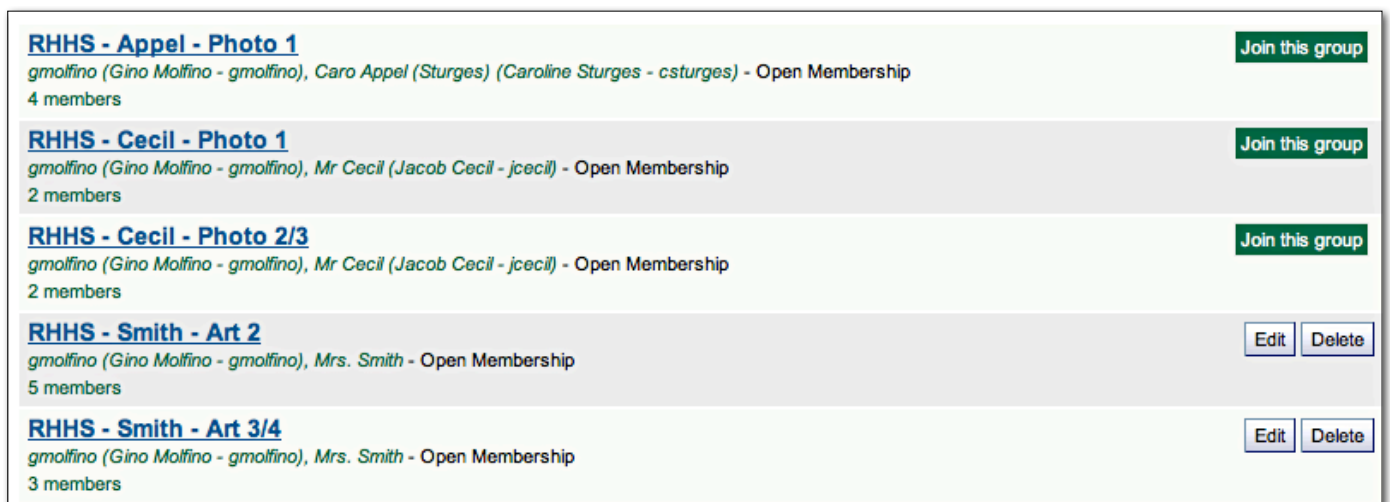 RHHS - Appel - Photo 1
Join this group
gmolfino (Gino Molfino - gmolfino), Caro Appel (Sturges) (Caroline Sturges - csturges) - Open Membership
4 members
RHHS - Cecil - Photo 1
Join this group
gmolfino (Gino Molfino - gmolfino), Mr Cecil (Jacob Cecil - jcecil) - Open Membership
2 members
RHHS - Cecil - Photo 2/3
Join this group
gmolfino (Gino Molfino - gmolfino), Mr Cecil (Jacob Cecil - jcecil) - Open Membership
2 members
RHHS - Smith - Art 2
Edit Delete
gmolfino (Gino Molfino - gmolfino), Mrs. Smith - Open Membership
5 members
RHHS - Smith - Art 3/4
Edit Delete
gmolfino (Gino Molfino - gmolfino), Mrs. Smith - Open Membership
3 members